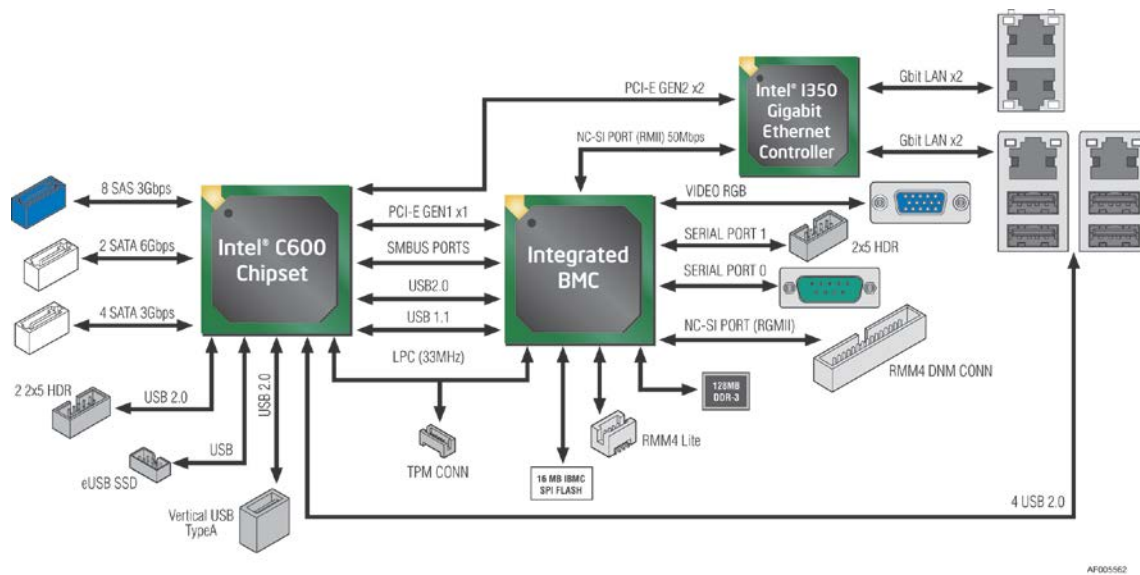 PCI-E GEN2 x2
Intel® I350
Gigabit
Ethernet
Controller
Gbit LAN x2
NC-SI PORT (RMII) 50Mbps
Gbit LAN x2
8 SAS 3Gbps
2 SATA 6Gbps
4 SATA 3Gbps
Intel® C600
Chipset
PCI-E GEN1 x1
SMBUS PORTS
USB2.0
USB 1.1
LPC (33MHz)
Integrated
BMC
VIDEO RGB
SERIAL PORT 1
2x5 HDR
SERIAL PORT 0
NC-SI PORT (RGMII)
RMM4 DNM CONN
2 2x5 HDR
USB 2.0
USB 2.0
USB
eUSB SSD
Vertical USB
TypeA
TPM CONN
16 MB IBMC
SPI FLASH
RMM4 Lite
128MB
DDR-3
4 USB 2.0
AF005562